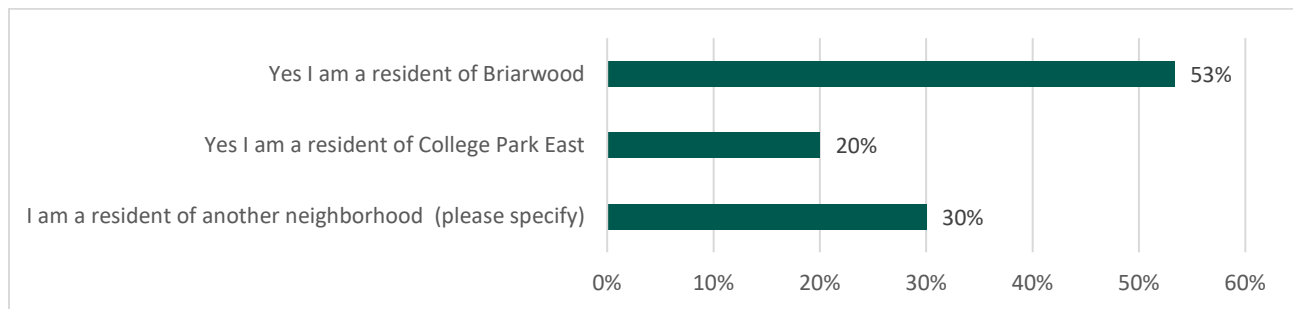 Yes I am a resident of Briarwood
53%
Yes I am a resident of College Park East
20%
I am a resident of another neighborhood  (please specify)
30%
0% 10% 20% 30% 40% 50% 60%